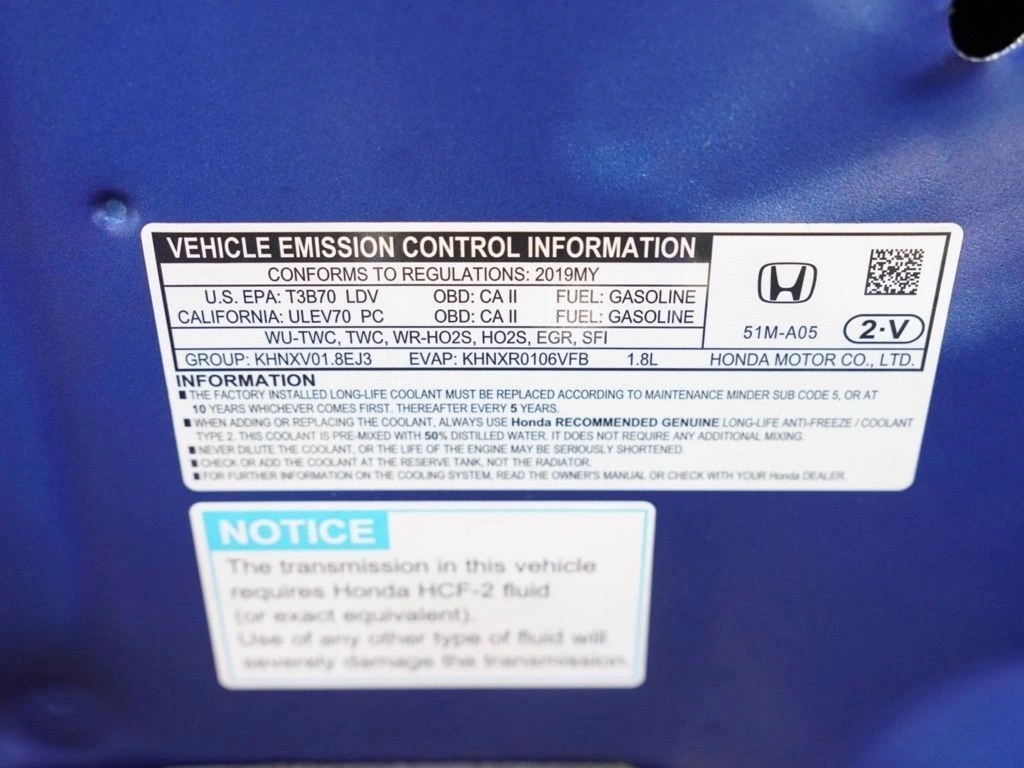 VEHICLE EMISSION CONTROL INFORMATION
CONFORMS TO REGULATIONS: 2019MY
U.S. EPA: T3B70 LDV OBD: CA II FUEL: GASOLINE
CALIFORNIA: ULEV70 PC OBD: CA II FUEL: GASOLINE
51M-A05 2·V
WU-TWC, TWC, WR-HO2S, HO2S, EGR, SFI
GROUP: KHNXV01.8EJ3 EVAP: KHNXR0106VFB 1.8L HONDA MOTOR CO., LTD.
INFORMATION
■ THE FACTORY INSTALLED LONG-LIFE COOLANT MUST BE REPLACED ACCORDING TO MAINTENANCE MINDER SUB CODE 5, OR AT
10 YEARS WHICHEVER COMES FIRST. THEREAFTER EVERY 5 YEARS.
■ WHEN ADDING OR REPLACING THE COOLANT, ALWAYS USE Honda RECOMMENDED GENUINE LONG-LIFE ANTI-FREEZE / COOLANT
TYPE 2. THIS COOLANT IS PRE-MIXED WITH 50% DISTILLED WATER. IT DOES NOT REQUIRE ANY ADDITIONAL MIXING.
■ NEVER DILUTE THE COOLANT, OR THE LIFE OF THE ENGINE MAY BE SERIOUSLY SHORTENED.
■ CHECK OR ADD THE COOLANT AT THE RESERVE TANK, NOT THE RADIATOR.
■ FOR FURTHER INFORMATION ON THE COOLING SYSTEM, READ THE OWNER'S MANUAL OR CHECK WITH YOUR Honda DEALER.
NOTICE
The transmission in this vehicle
requires Honda HCF-2 fluid
(or exact equivalent).
Use of any other type of fluid will
severely damage the transmission.